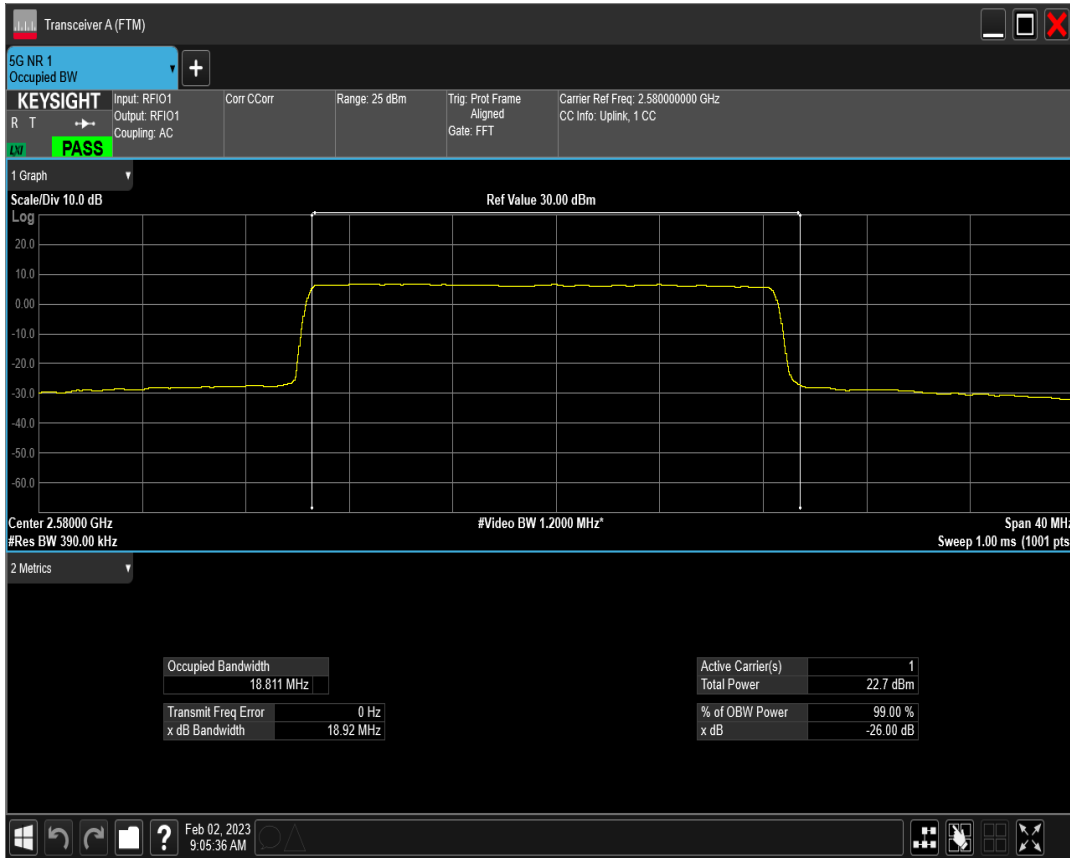 Transceiver A (FTM)
5G NR 1
Occupied BW
+
KEYSIGHT
R T
LXI
PASS
Input: RFIO1
Output: RFIO1
Coupling: AC
Corr CCorr
Range: 25 dBm
Trig: Prot Frame
Aligned
Gate: FFT
Carrier Ref Freq: 2.580000000 GHz
CC Info: Uplink, 1 CC
1 Graph
Scale/Div 10.0 dB
Ref Value 30.00 dBm
Log
20.0
10.0
0.00
-10.0
-20.0
-30.0
-40.0
-50.0
-60.0
Center 2.58000 GHz
#Video BW 1.2000 MHz*
Span 40 MHz
#Res BW 390.00 kHz
Sweep 1.00 ms (1001 pts
2 Metrics
Occupied Bandwidth
18.811 MHz
Transmit Freq Error 0 Hz
x dB Bandwidth 18.92 MHz
Active Carrier(s) 1
Total Power 22.7 dBm
% of OBW Power 99.00 %
x dB -26.00 dB
?
Feb 02, 2023
9:05:36 AM